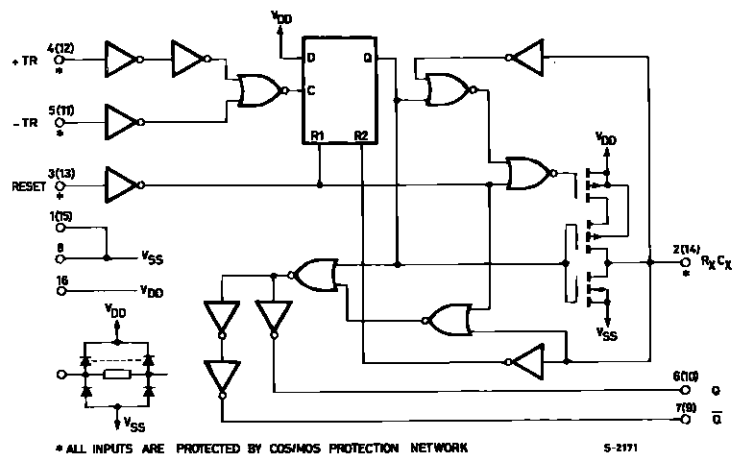 VDD
4(12)
+ TR
*
D
Q
C
5(11)
- TR
*
R1 R2
VDD
3(13)
RESET
*
1(15)
8
VSS
2(14)
RXCX
*
16
VDD
VSS
VDD
6(10)
Q
VSS
7(9)
Q̅
* ALL INPUTS ARE PROTECTED BY COS/MOS PROTECTION NETWORK
S-2171